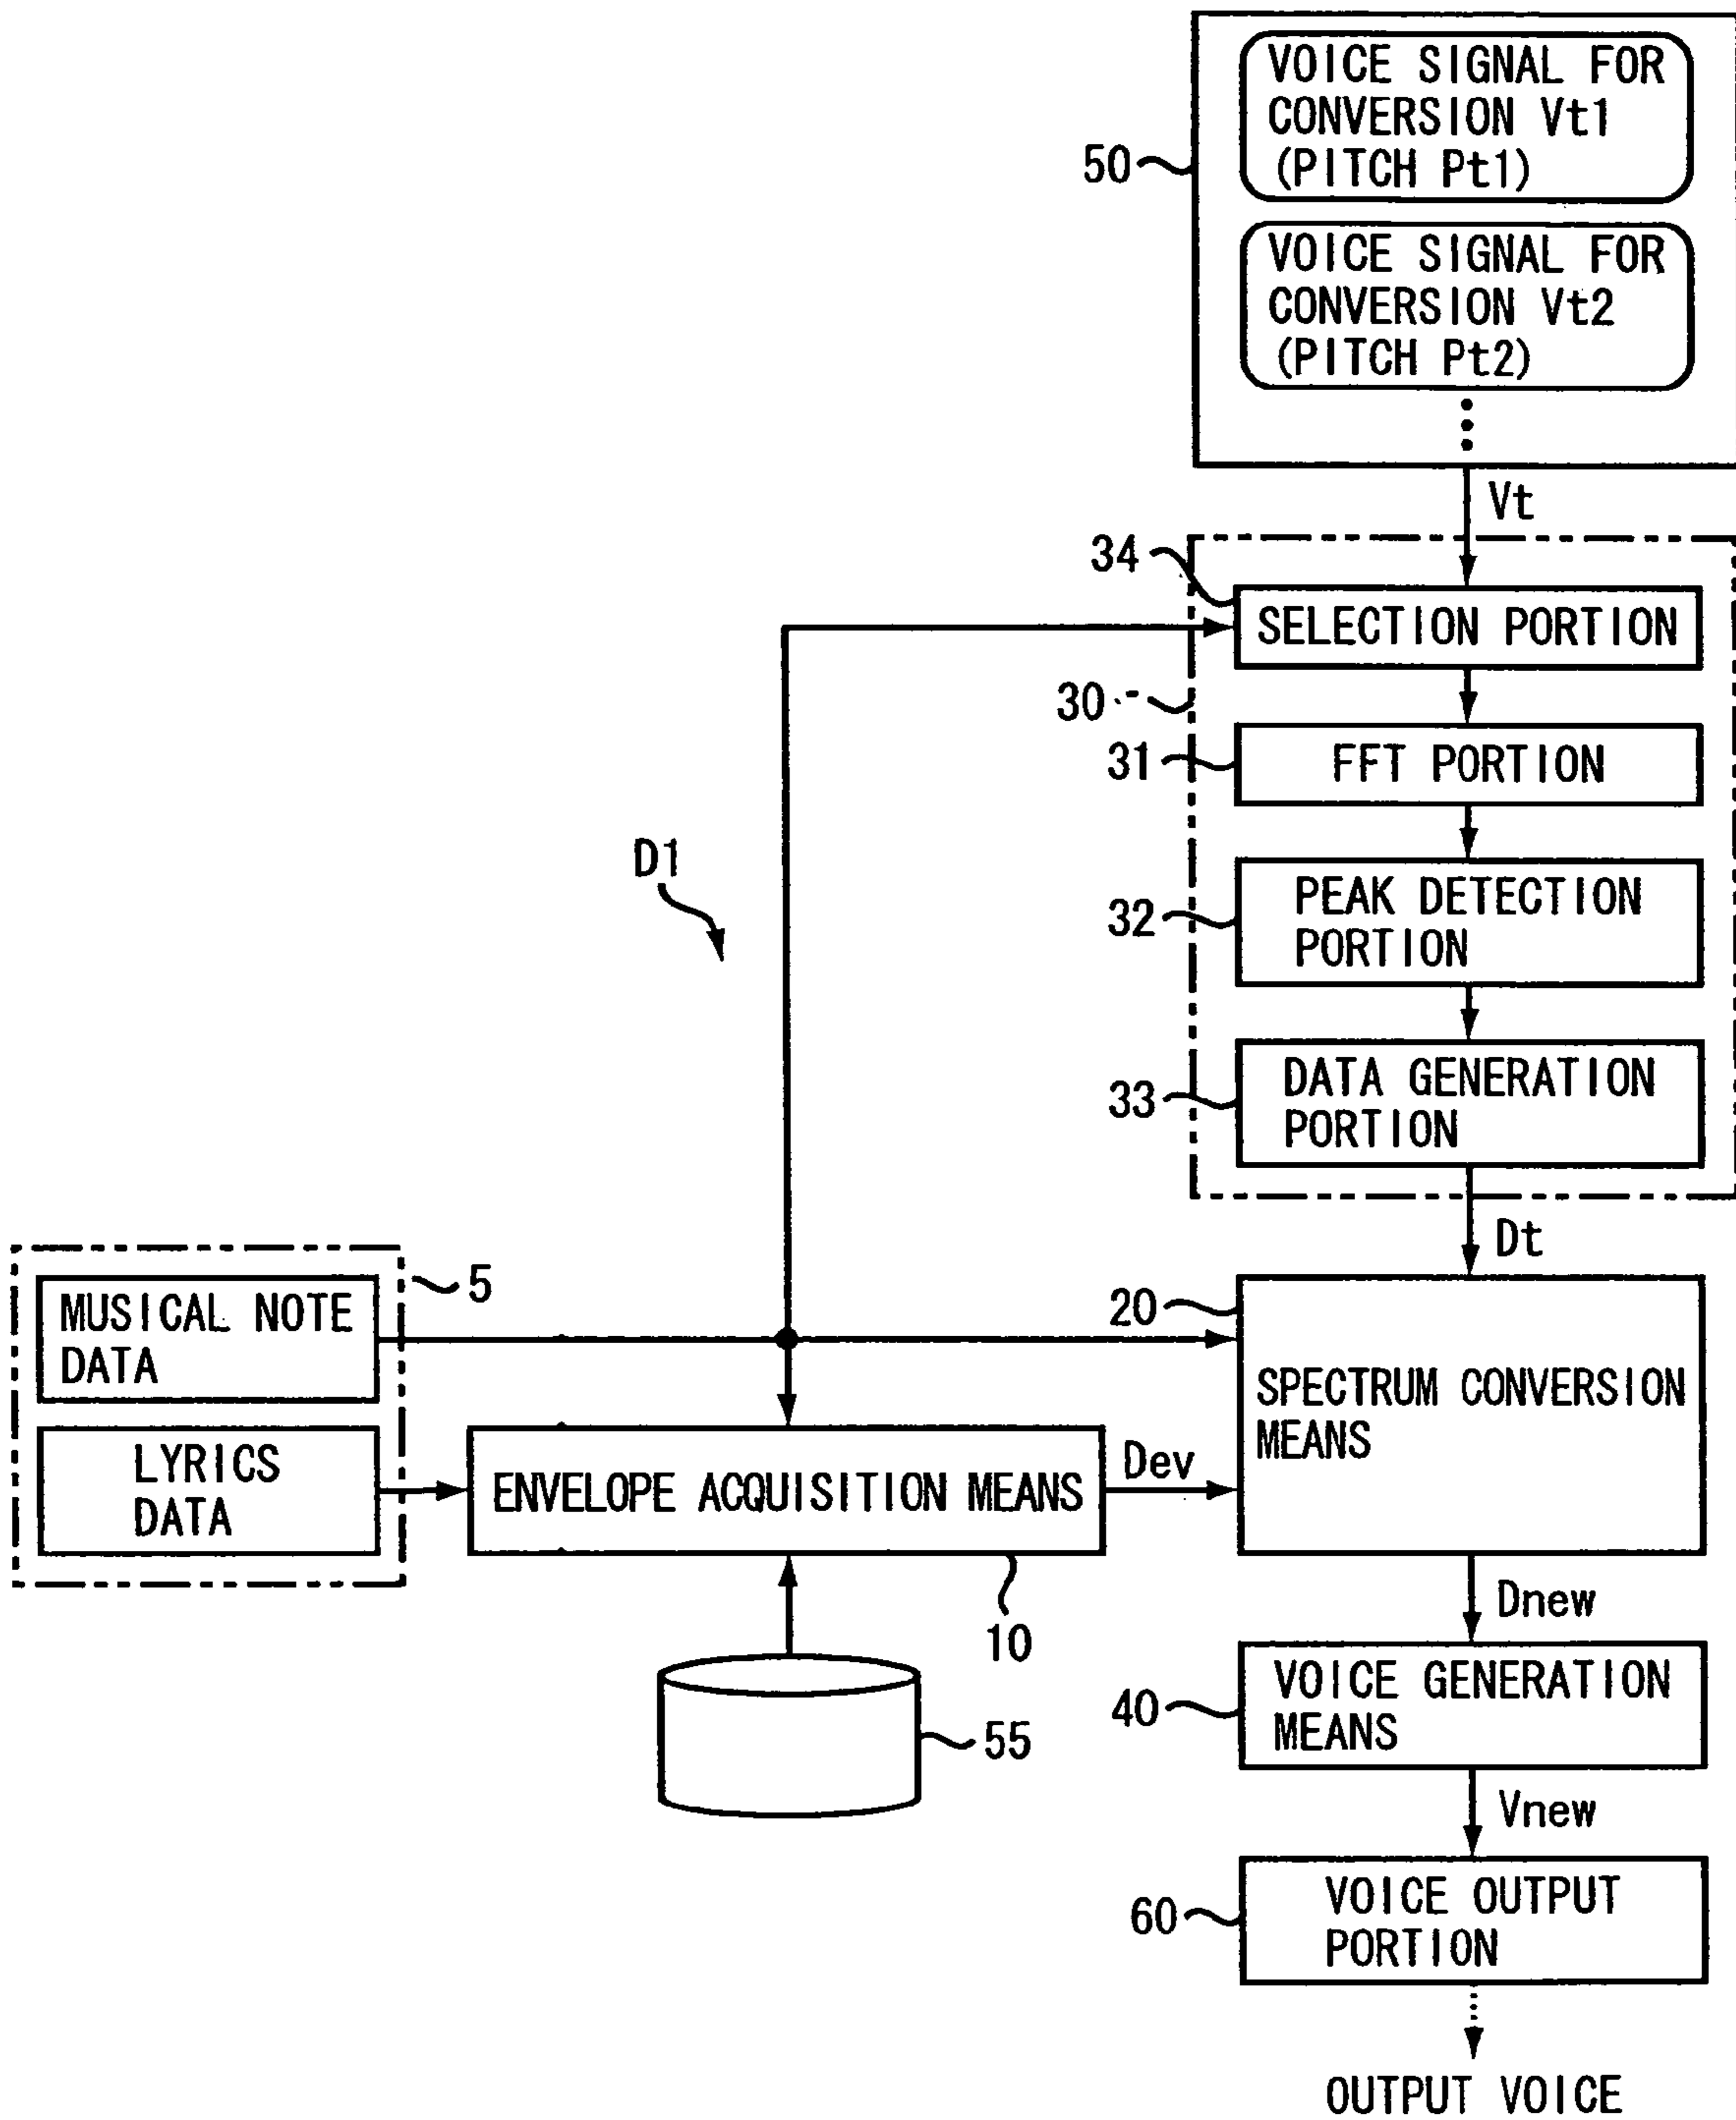 VOICE SIGNAL FOR
CONVERSION Vt1
(PITCH Pt1)
50
VOICE SIGNAL FOR
CONVERSION Vt2
(PITCH Pt2)
Vt
34
SELECTION PORTION
30
31
FFT PORTION
D1
32
PEAK DETECTION
PORTION
33
DATA GENERATION
PORTION
Dt
5
MUSICAL NOTE
DATA
20
SPECTRUM CONVERSION
MEANS
LYRICS
DATA
ENVELOPE ACQUISITION MEANS
Dev
10
Dnew
55
40
VOICE GENERATION
MEANS
Vnew
60
VOICE OUTPUT
PORTION
OUTPUT VOICE